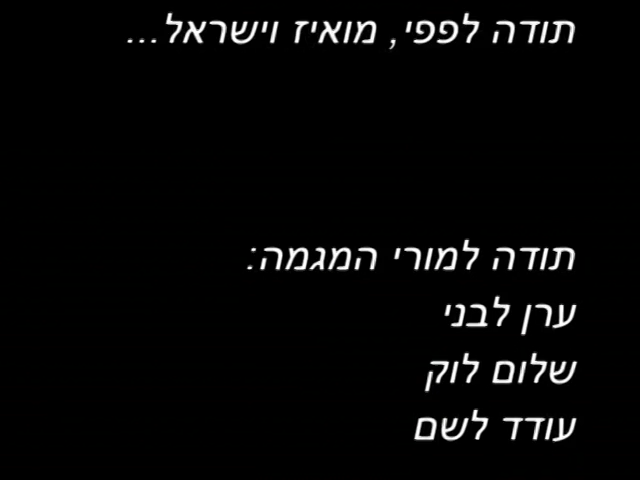 תודה לפפי, מואיז וישראל...
תודה למורי המגמה:
ערן לבני
שלום לוק
עודד לשם